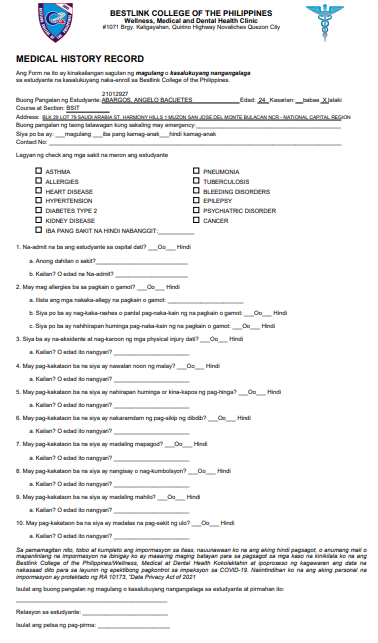 BESTLINK COLLEGE OF THE PHILIPPINES
Wellness, Medical and Dental Health Clinic
#1071 Brgy. Kaligayahan, Quirino Highway Novaliches Quezon City
MEDICAL HISTORY RECORD
Ang Form na ito ay kinakailangan sagutan ng magulang o kasalukuyang nangangalaga
sa estudyante na kasalukuyang naka-enroll sa Bestlink College of the Philippines.
21012927
Buong Pangalan ng Estudyante: ABARGOS, ANGELO BACUETES Edad: 24 Kasarian: __babae X lalaki
Course at Section: BSIT
Address: BLK 29 LOT 79 SAUDI ARABIA ST. HARMONY HILLS 1 MUZON SAN JOSE DEL MONTE BULACAN NCR - NATIONAL CAPITAL REGION
Buong pangalan ng taong tatawagan kung sakaling may emergency:____
Siya po ba ay: ___magulang ___iba pang kamag-anak ___hindi kamag-anak
Contact No: ____
Lagyan ng check ang mga sakit na meron ang estudyante
☐ ASTHMA ☐ PNEUMONIA
☐ ALLERGIES ☐ TUBERCULOSIS
☐ HEART DISEASE ☐ BLEEDING DISORDERS
☐ HYPERTENSION ☐ EPILEPSY
☐ DIABETES TYPE 2 ☐ PSYCHIATRIC DISORDER
☐ KIDNEY DISEASE ☐ CANCER
☐ IBA PANG SAKIT NA HINDI NABANGGIT:____
1. Na-admit na ba ang estudyante sa ospital dati? ___Oo___ Hindi
a. Anong dahilan o sakit?____
b. Kailan? O edad na Na-admit? ____
2. May mag allergies ba sa pagkain o gamot? ___Oo___ Hindi
a. Ilista ang mga nakaka-allegy na pagkain o gamot: ____
b. Siya po ba ay nag-kaka-rashes o pantal pag-naka-kain ng na pagkain o gamot: ___Oo___ Hindi
c. Siya po ba ay nahihirapan huminga pag-naka-kain ng na pagkain o gamot: ___Oo___ Hindi
3. Siya ba ay na-aksidente at nag-karoon ng mga physical injury dati? ___Oo___ Hindi
a. Kailan? O edad ito nangyari? ____
4. May pag-kakataon ba na siya ay nawalan noon ng malay? ___Oo___ Hindi
a. Kailan? O edad ito nangyari? ____
5. May pag-kakataon ba na siya ay nahirapan huminga or kina-kapos ng pag-hinga? ___Oo___ Hindi
a. Kailan? O edad ito nangyari? ____
6. May pag-kakataon ba na siya ay nakaramdam ng pag-sikip ng dibdib? ___Oo___ Hindi
a. Kailan? O edad ito nangyari? ____
7. May pag-kakataon ba na siya ay madaling mapagod? ___Oo___ Hindi
a. Kailan? O edad ito nangyari? ____
8. May pag-kakataon ba na siya ay nangisay o nag-kumbolsyon? ___Oo___ Hindi
a. Kailan? O edad ito nangyari? ____
9. May pag-kakataon ba na siya ay madaling mahilo? ___Oo___ Hindi
a. Kailan? O edad ito nangyari? ____
10. May pag-kakataon ba na siya ay madalas na pag-sakit ng ulo? ___Oo___ Hindi
a. Kailan? O edad ito nangyari? ____
Sa pamamagitan nito, totoo at kumpleto ang impormasyon sa itaas, nauunawaan ko na ang aking hindi pagsagot, o anumang mali o
mapanlinlang na impormasyon na ibinigay ko ay maaaring maging batayan para sa pagsagot sa mga kaso na kinikilala ko na ang
Bestlink College of the Philippines/Wellness, Medical at Dental Health Kokolektahin at ipoproseso ng kagawaran ang data na
nakasaad dito para sa layunin ng epektibong pagkontrol sa impeksyon sa COVID-19. Naiintindihan ko na ang aking personal na
impormasyon ay protektado ng RA 10173, "Data Privacy Act of 2021
Isulat ang buong pangalan ng magulang o kasalukuyang nangangalaga sa estudyante at pirmahan ito:
Relasyon sa estudyante: ____
Isulat ang petsa ng pag-pirma: ____